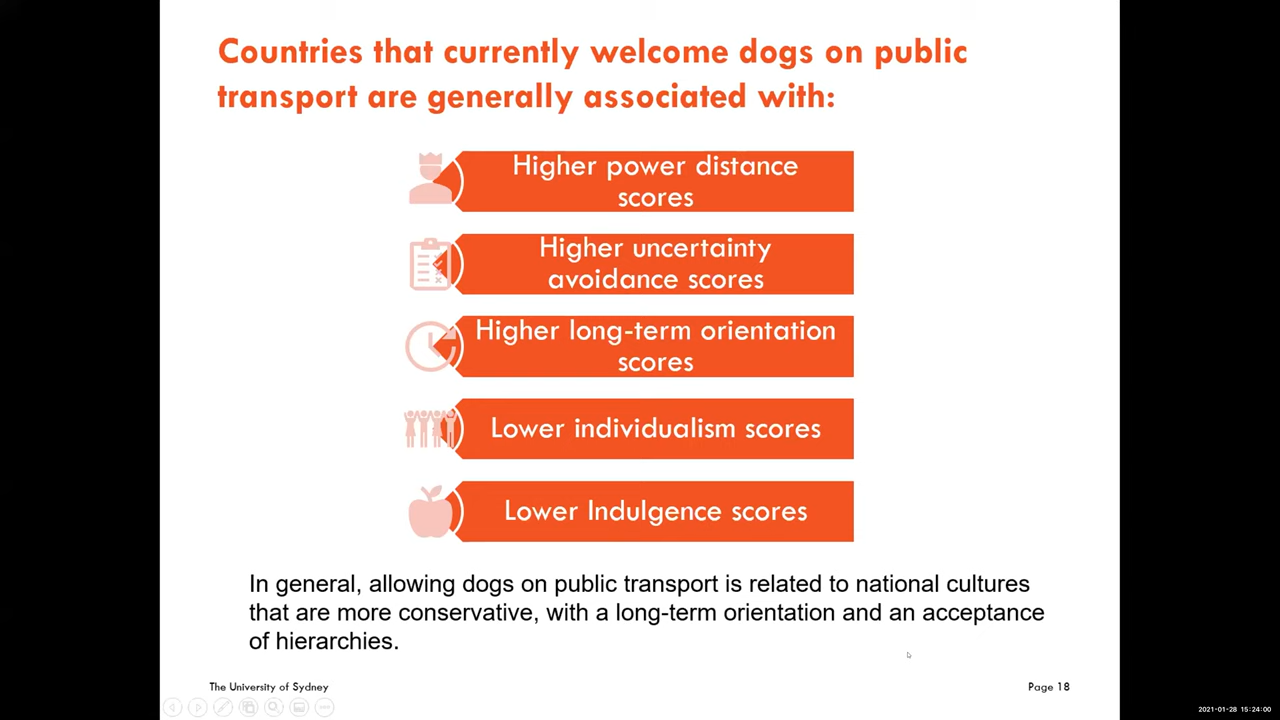 Countries that currently welcome dogs on public
transport are generally associated with:
Higher power distance
scores
Higher uncertainty
avoidance scores
Higher long-term orientation
scores
Lower individualism scores
Lower Indulgence scores
In general, allowing dogs on public transport is related to national cultures
that are more conservative, with a long-term orientation and an acceptance
of hierarchies.
The University of Sydney
Page 18
2021-01-28 15:24:00